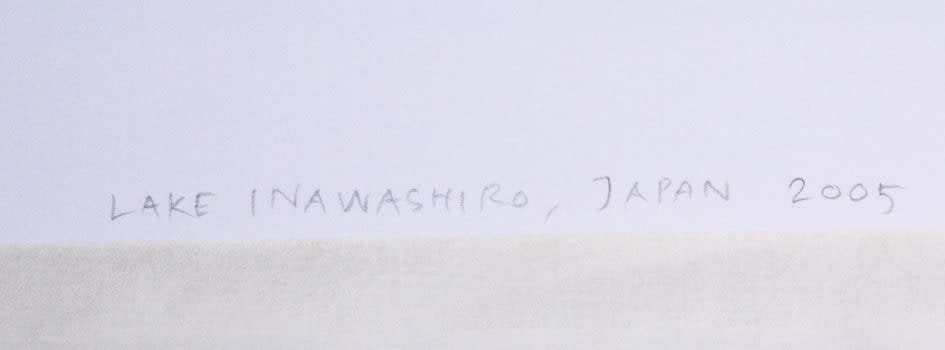 LAKE INAWASHIRO, JAPAN 2005